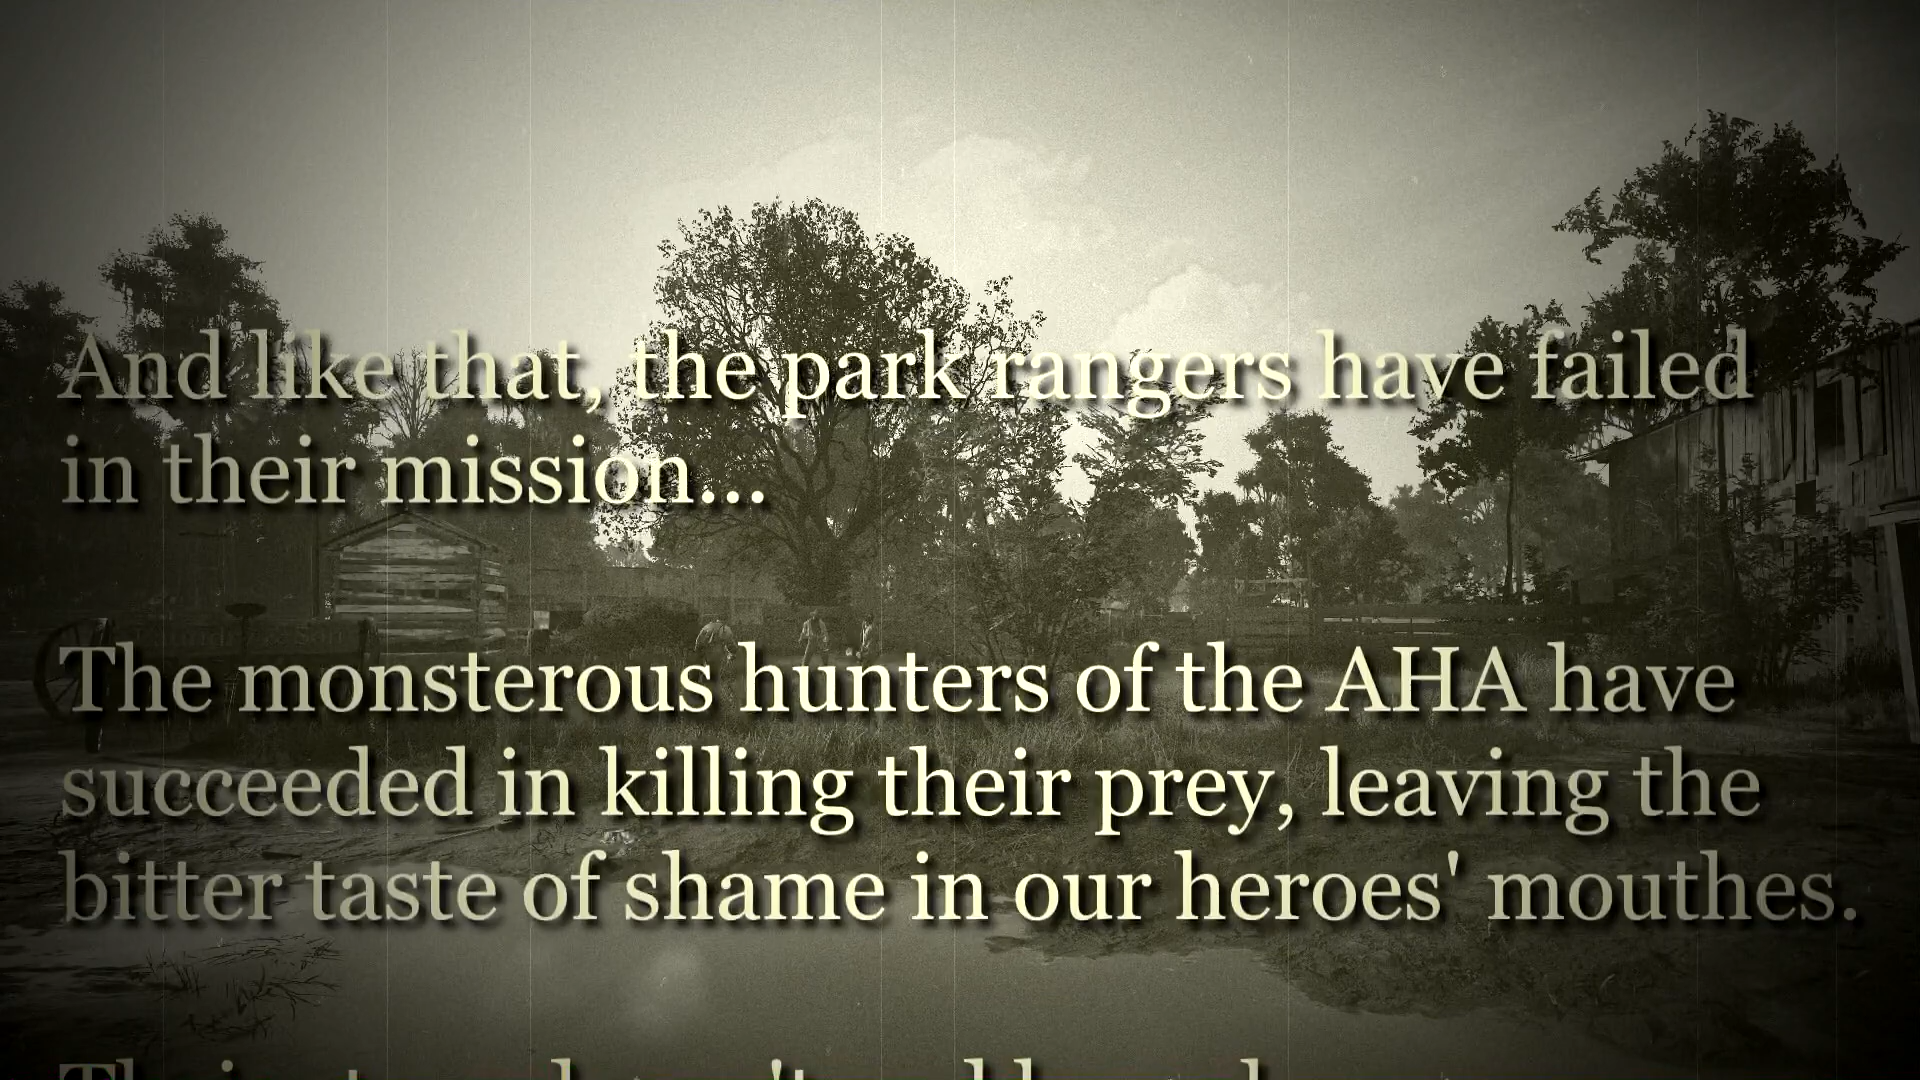 And like that, the park rangers have failed
in their mission...
The monsterous hunters of the AHA have
succeeded in killing their prey, leaving the
bitter taste of shame in our heroes' mouthes.